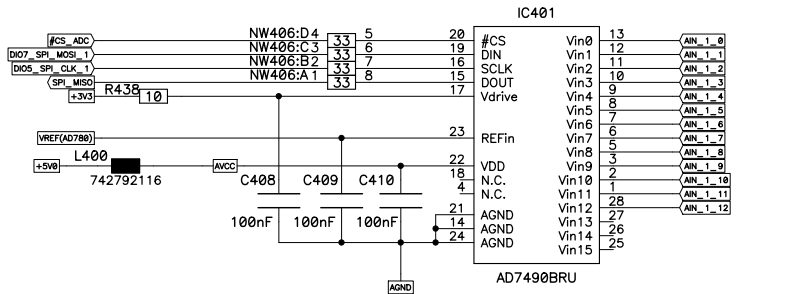 IC401
#CS_ADC NW406:D4 33 5 20 #CS Vin0 13 AIN_1_0
DIO7_SPI_MOSI_1 NW406:C3 33 6 19 DIN Vin1 12 AIN_1_1
DIO5_SPI_CLK_1 NW406:B2 33 7 16 SCLK Vin2 11 AIN_1_2
SPI_MISO NW406:A1 33 8 15 DOUT Vin3 10 AIN_1_3
+3V3 R438 10 17 Vdrive Vin4 9 AIN_1_4
Vin5 8 AIN_1_5
Vin6 7 AIN_1_6
VREF(AD780) 23 REFin Vin7 6 AIN_1_7
Vin8 5 AIN_1_8
+5V0 L400 AVCC 22 VDD Vin9 3 AIN_1_9
742792116 C408 C409 C410 18 N.C. Vin10 2 AIN_1_10
4 N.C. Vin11 1 AIN_1_11
100nF 100nF 100nF 21 AGND Vin12 28 AIN_1_12
14 AGND Vin13 27
24 AGND Vin14 26
Vin15 25
AGND
AD7490BRU